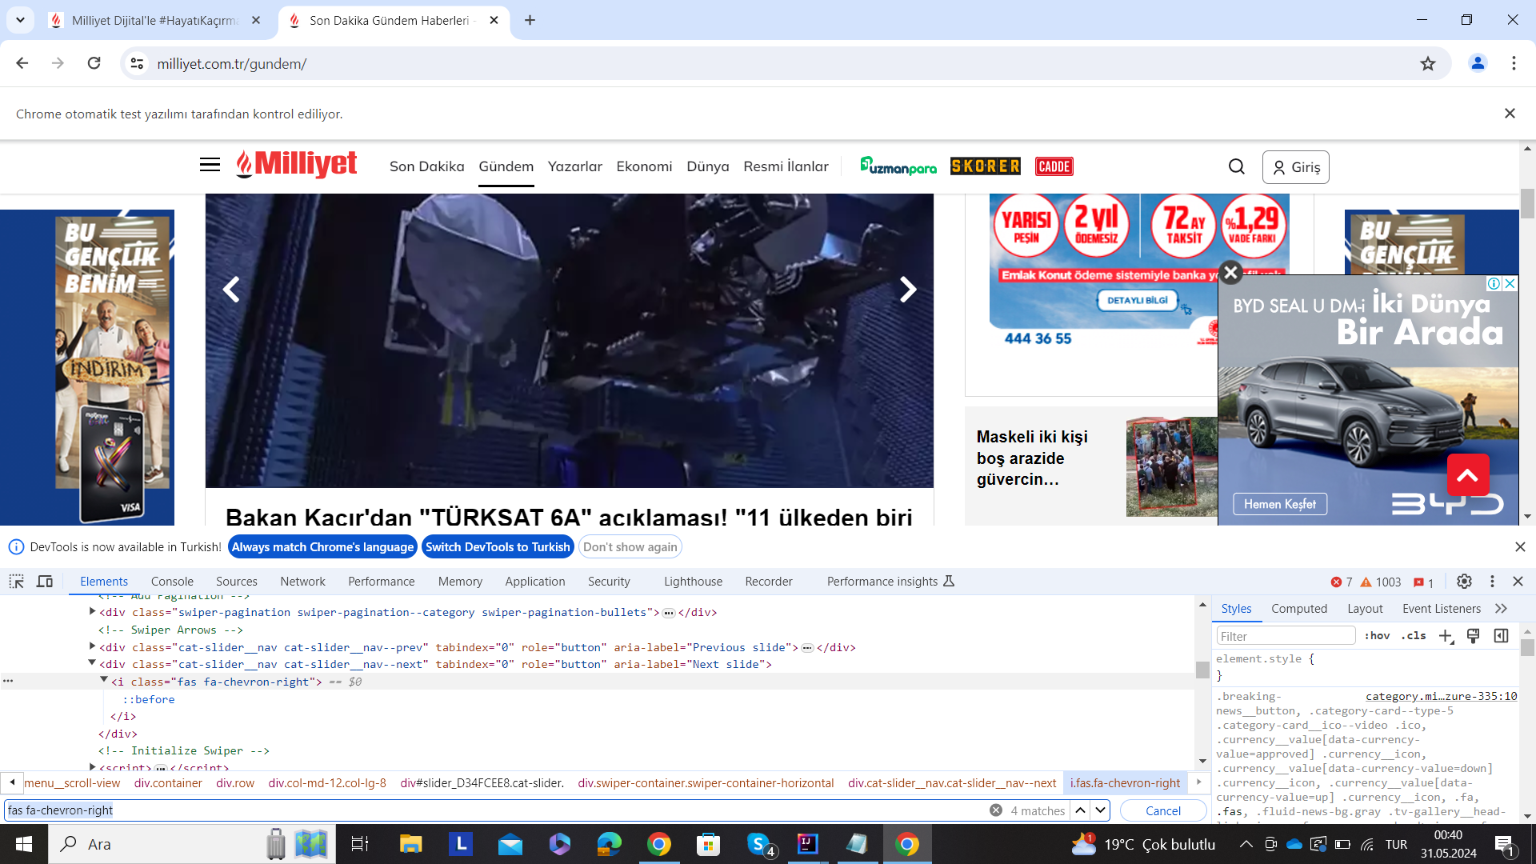 Milliyet Dijital'le #HayatıKaçırma
Son Dakika Gündem Haberleri -
milliyet.com.tr/gundem/
Chrome otomatik test yazılımı tarafından kontrol ediliyor.
Milliyet
Son Dakika Gündem Yazarlar Ekonomi Dünya Resmi İlanlar
uzmanpara
SKORER
CADDE
Giriş
BU
GENÇLİK
BENİM
İNDİRİM
VISA
YARISI
PEŞİN
2 yıl
ÖDEMESİZ
72 AY
TAKSİT
%1,29
VADE FARKI
Emlak Konut ödeme sistemiyle banka yo
DETAYLI BİLGİ
444 36 55
BU
GENÇLİK
BENİM
BYD SEAL U DM-i İki Dünya
Bir Arada
Hemen Keşfet
BYD
Maskeli iki kişi
boş arazide
güvercin...
Bakan Kacır'dan "TÜRKSAT 6A" açıklaması! "11 ülkeden biri
DevTools is now available in Turkish! Always match Chrome's language Switch DevTools to Turkish Don't show again
Elements Console Sources Network Performance Memory Application Security Lighthouse Recorder Performance insights 7 1003 1
<!-- Add Pagination -->
<div class="swiper-pagination swiper-pagination--category swiper-pagination-bullets"> ••• </div>
<!-- Swiper Arrows -->
<div class="cat-slider__nav cat-slider__nav--prev" tabindex="0" role="button" aria-label="Previous slide"> ••• </div>
<div class="cat-slider__nav cat-slider__nav--next" tabindex="0" role="button" aria-label="Next slide">
<i class="fas fa-chevron-right"> == $0
::before
</i>
</div>
<!-- Initialize Swiper -->
<script> ••• </script>
menu__scroll-view div.container div.row div.col-md-12.col-lg-8 div#slider_D34FCEE8.cat-slider. div.swiper-container.swiper-container-horizontal div.cat-slider__nav.cat-slider__nav--next i.fas.fa-chevron-right
fas fa-chevron-right
4 matches
Cancel
Styles Computed Layout Event Listeners
Filter
:hov .cls
element.style {
}
.breaking- category.mi…zure-335:10
news__button, .category-card--type-5
.category-card__ico--video .ico,
.currency__value[data-currency-
value=approved] .currency__icon,
.currency__value[data-currency-value=down]
.currency__icon, .currency__value[data-
currency-value=up] .currency__icon, .fa,
.fas, .fluid-news-bg.gray .tv-gallery__head-
Ara
L
S 4
IJ
1
19°C Çok bulutlu
TUR
00:40
31.05.2024
1